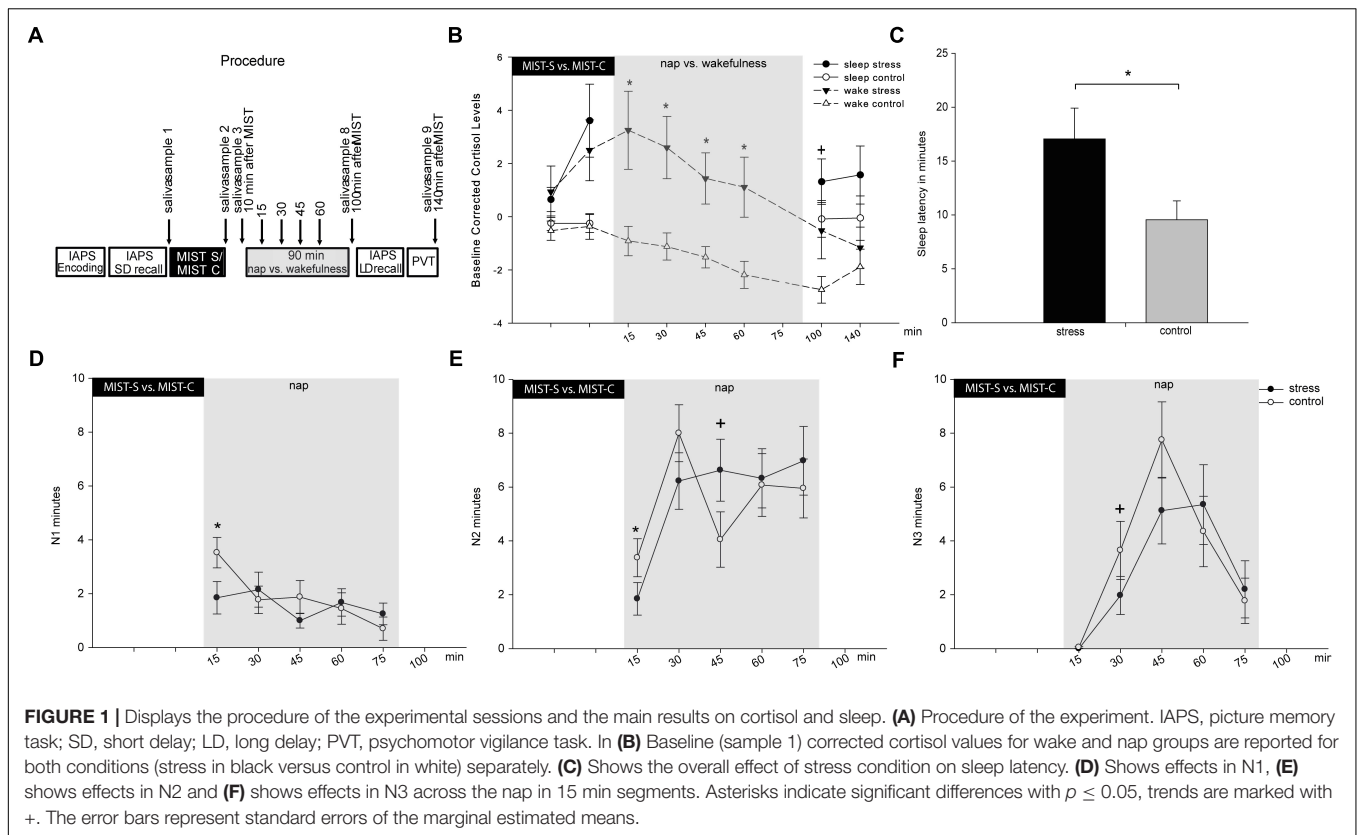 A
Procedure
salivasample 1
salivasample 2
salivasample 3
10 min after MIST
15
30
45
60
salivasample 8
100min afteMIST
salivasample 9
140min afteMIST
IAPS
Encoding
IAPS
SD recall
MIST S/
MIST C
90 min
nap vs. wakefulness
IAPS
LDrecall
PVT
B
Baseline Corrected Cortisol Levels
6
4
2
0
-2
-4
MIST-S vs. MIST-C
nap vs. wakefulness
* * * *
+
sleep stress
sleep control
wake stress
wake control
15 30 45 60 75 100 140 min
C
Sleep latency in minutes
25
20
15
10
5
0
*
stress control
D
N1 minutes
10
8
6
4
2
0
MIST-S vs. MIST-C
nap
*
15 30 45 60 75 100 min
E
N2 minutes
10
8
6
4
2
0
MIST-S vs. MIST-C
nap
+
*
15 30 45 60 75 100 min
F
N3 minutes
10
8
6
4
2
0
MIST-S vs. MIST-C
nap
+
stress
control
15 30 45 60 75 100 min
FIGURE 1 | Displays the procedure of the experimental sessions and the main results on cortisol and sleep. (A) Procedure of the experiment. IAPS, picture memory
task; SD, short delay; LD, long delay; PVT, psychomotor vigilance task. In (B) Baseline (sample 1) corrected cortisol values for wake and nap groups are reported for
both conditions (stress in black versus control in white) separately. (C) Shows the overall effect of stress condition on sleep latency. (D) Shows effects in N1, (E)
shows effects in N2 and (F) shows effects in N3 across the nap in 15 min segments. Asterisks indicate significant differences with p ≤ 0.05, trends are marked with
+. The error bars represent standard errors of the marginal estimated means.